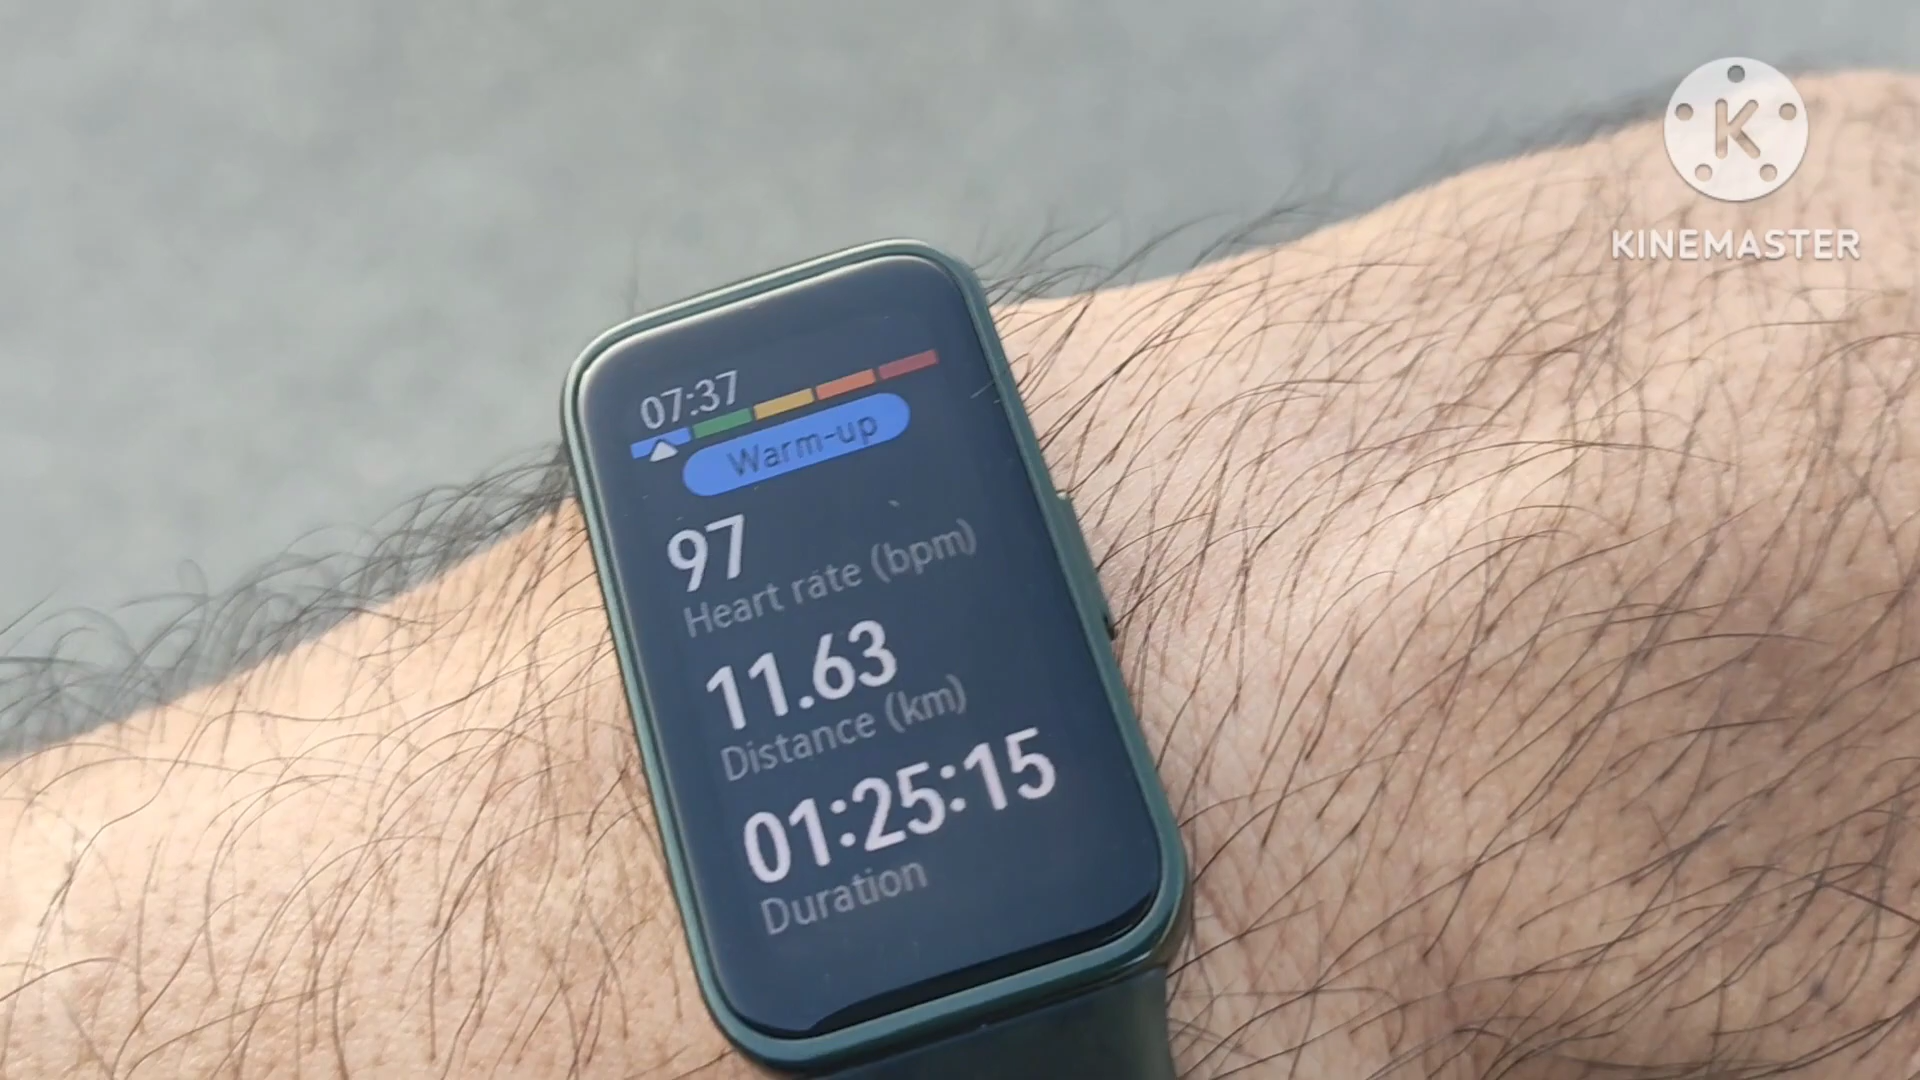 K
KINEMASTER
07:37
Warm-up
97
Heart rate (bpm)
11.63
Distance (km)
01:25:15
Duration